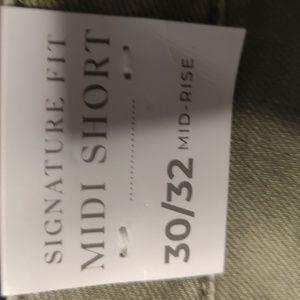 SIGNATURE FIT
MIDI SHORT
30/32 MID-RISE